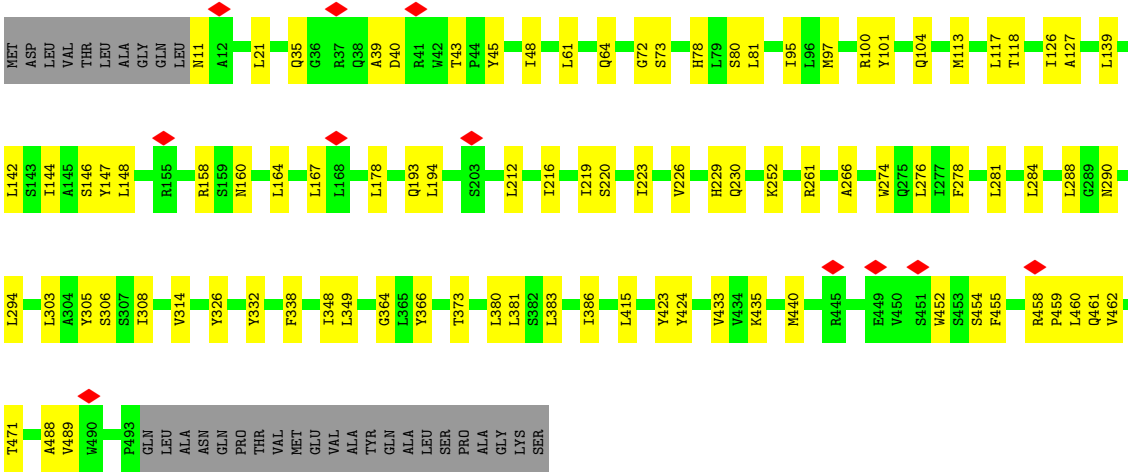 MET ASP LEU VAL THR LEU ALA GLY GLN LEU N11 A12 L21 Q35 G36 R37 Q38 A39 D40 R41 W42 T43 P44 Y45 I48 L61 Q64 G72 S73 H78 L79 S80 L81 I95 L96 M97 R100 Y101 Q104 M113 L117 T118 I126 A127 L139
L142 S143 I144 A145 S146 Y147 L148 R155 R158 S159 N160 L164 L167 L168 L178 Q193 L194 S203 L212 I216 I219 S220 I223 V226 H229 Q230 K252 R261 A266 W274 Q275 L276 I277 F278 L281 L284 L288 G289 N290
L294 L303 A304 Y305 S306 S307 I308 V314 Y326 Y332 F338 I348 L349 G364 L365 Y366 T373 L380 L381 S382 L383 I386 L415 Y423 Y424 V433 V434 K435 M440 R445 E449 V450 S451 W452 S453 S454 F455 R458 P459 L460 Q461 V462
T471 A488 V489 W490 P493 GLN LEU ALA ASN GLN PRO THR VAL MET GLU VAL ALA TYR GLN ALA LEU SER PRO ALA GLY LYS SER